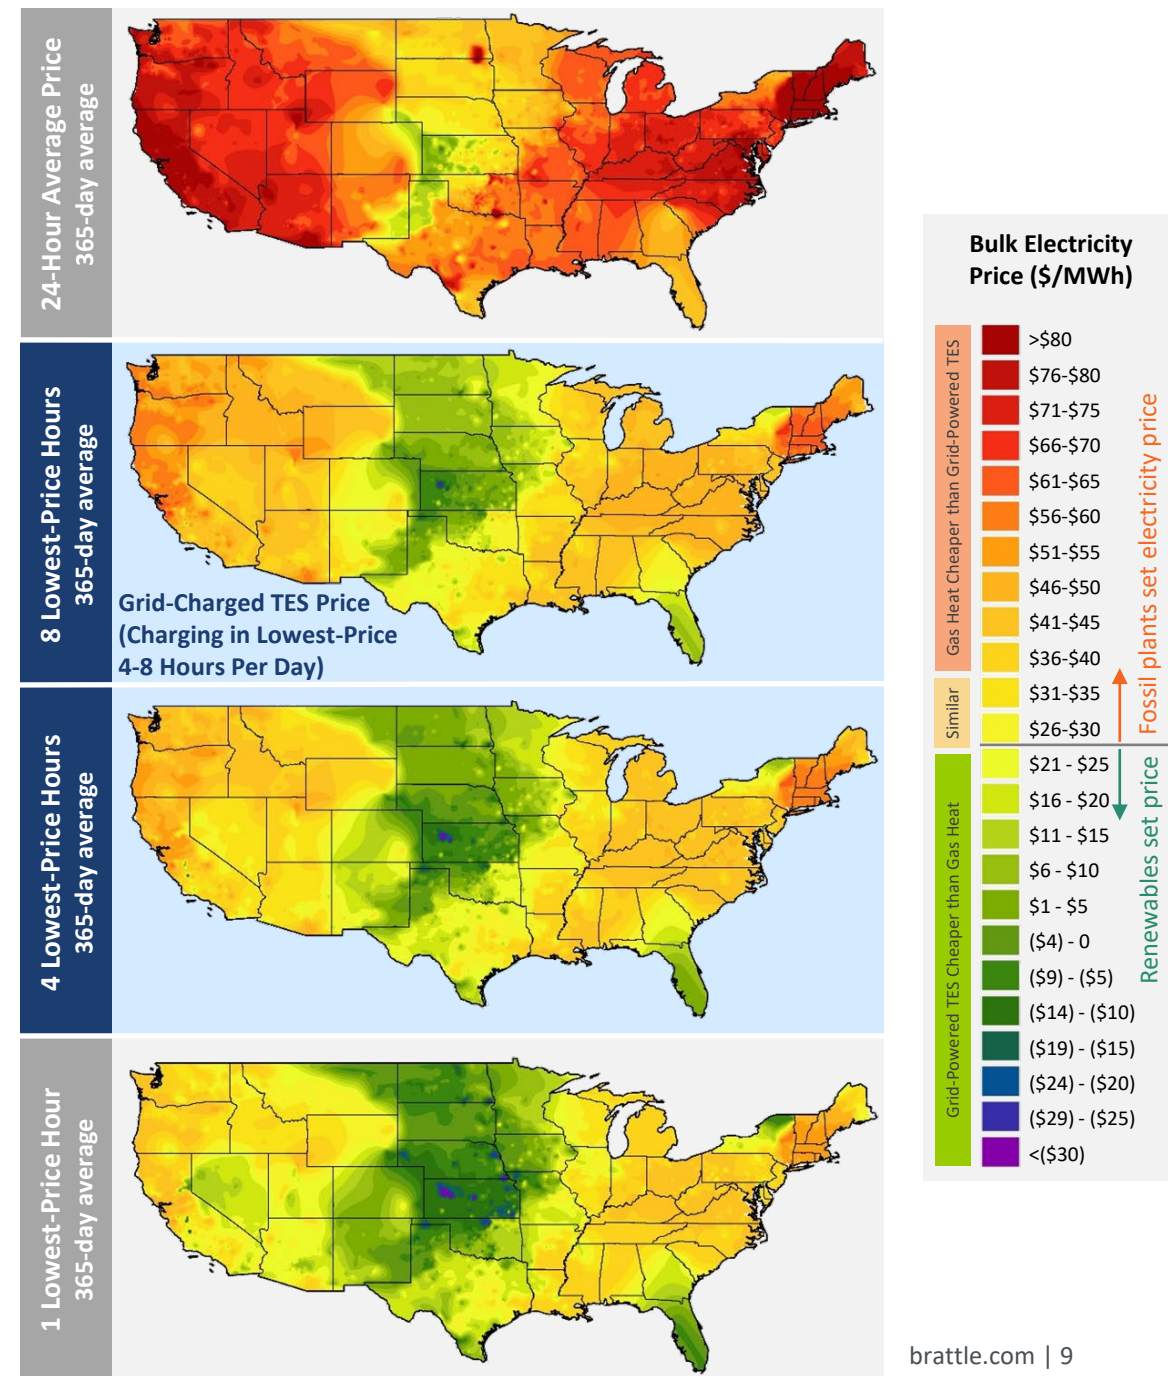 24-Hour Average Price
365-day average
8 Lowest-Price Hours
365-day average
Grid-Charged TES Price
(Charging in Lowest-Price
4-8 Hours Per Day)
4 Lowest-Price Hours
365-day average
1 Lowest-Price Hour
365-day average
Bulk Electricity
Price ($/MWh)
Gas Heat Cheaper than Grid-Powered TES
Similar
Grid-Powered TES Cheaper than Gas Heat
>$80
$76-$80
$71-$75
$66-$70
$61-$65
$56-$60
$51-$55
$46-$50
$41-$45
$36-$40
$31-$35
$26-$30
$21 - $25
$16 - $20
$11 - $15
$6 - $10
$1 - $5
($4) - 0
($9) - ($5)
($14) - ($10)
($19) - ($15)
($24) - ($20)
($29) - ($25)
<($30)
Fossil plants set electricity price
Renewables set price
brattle.com | 9